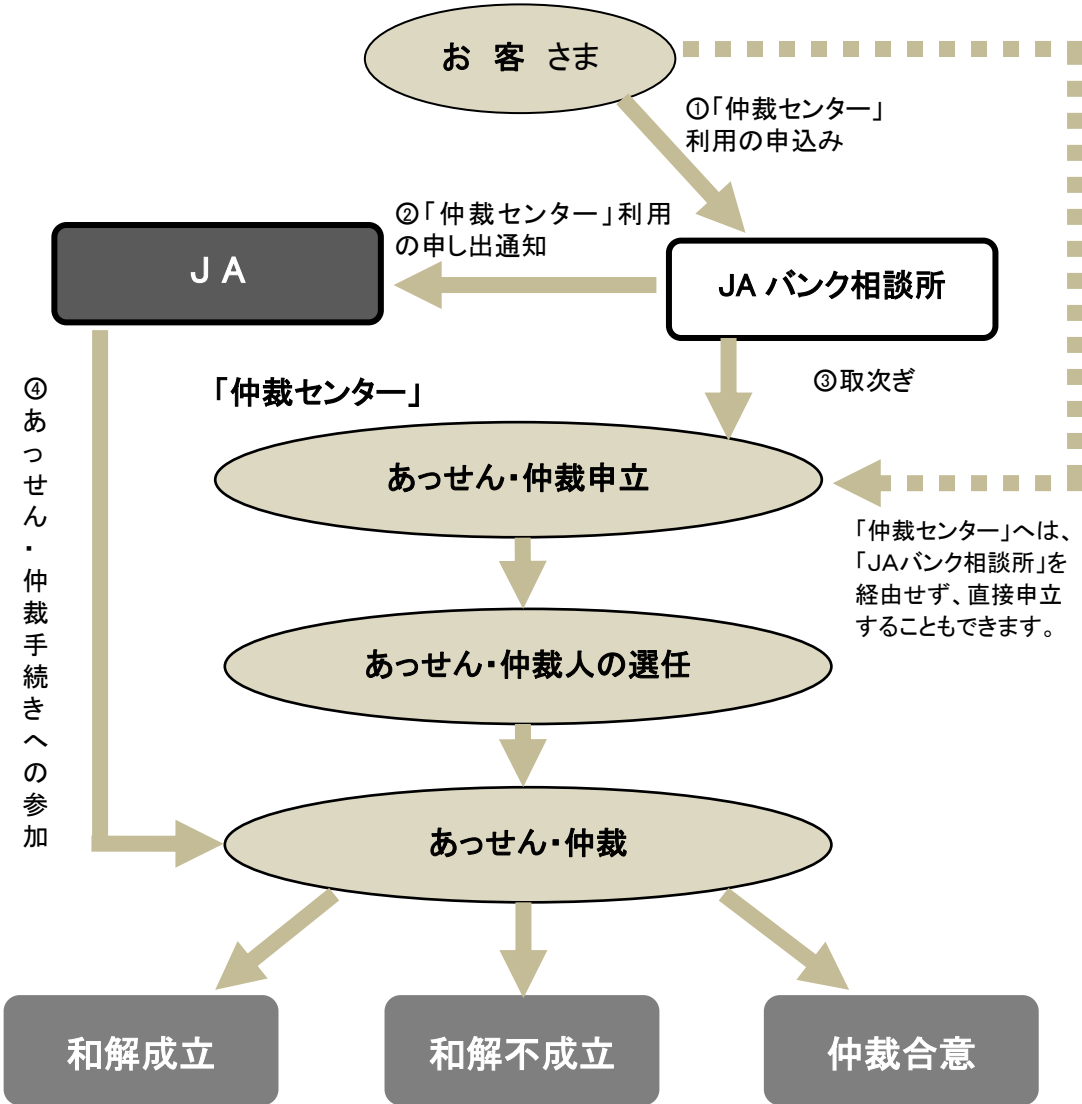 お 客 さま
①「仲裁センター」
利用の申込み
②「仲裁センター」利用
の申し出通知
JA
JA バンク相談所
③取次ぎ
④あっせん・仲裁手続きへの参加
「仲裁センター」
あっせん・仲裁申立
「仲裁センター」へは、
「JAバンク相談所」を
経由せず、直接申立
することもできます。
あっせん・仲裁人の選任
あっせん・仲裁
和解成立
和解不成立
仲裁合意